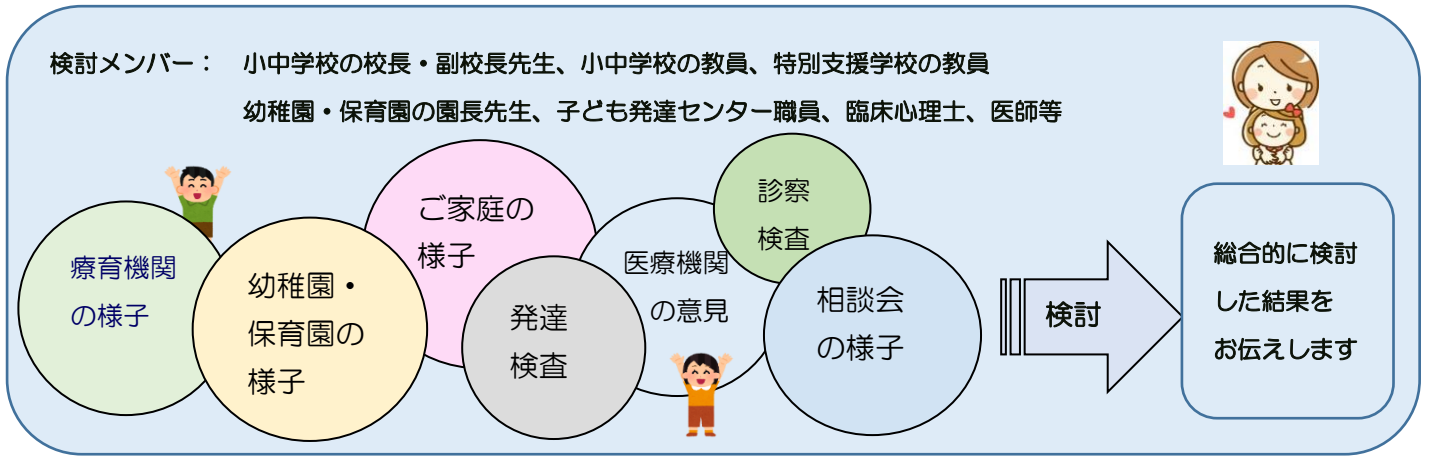 検討メンバー： 小中学校の校長・副校長先生、小中学校の教員、特別支援学校の教員
幼稚園・保育園の園長先生、子ども発達センター職員、臨床心理士、医師等
療育機関
の様子
幼稚園・
保育園の
様子
ご家庭の
様子
発達
検査
医療機関
の意見
診察
検査
相談会
の様子
検討
総合的に検討
した結果を
お伝えします